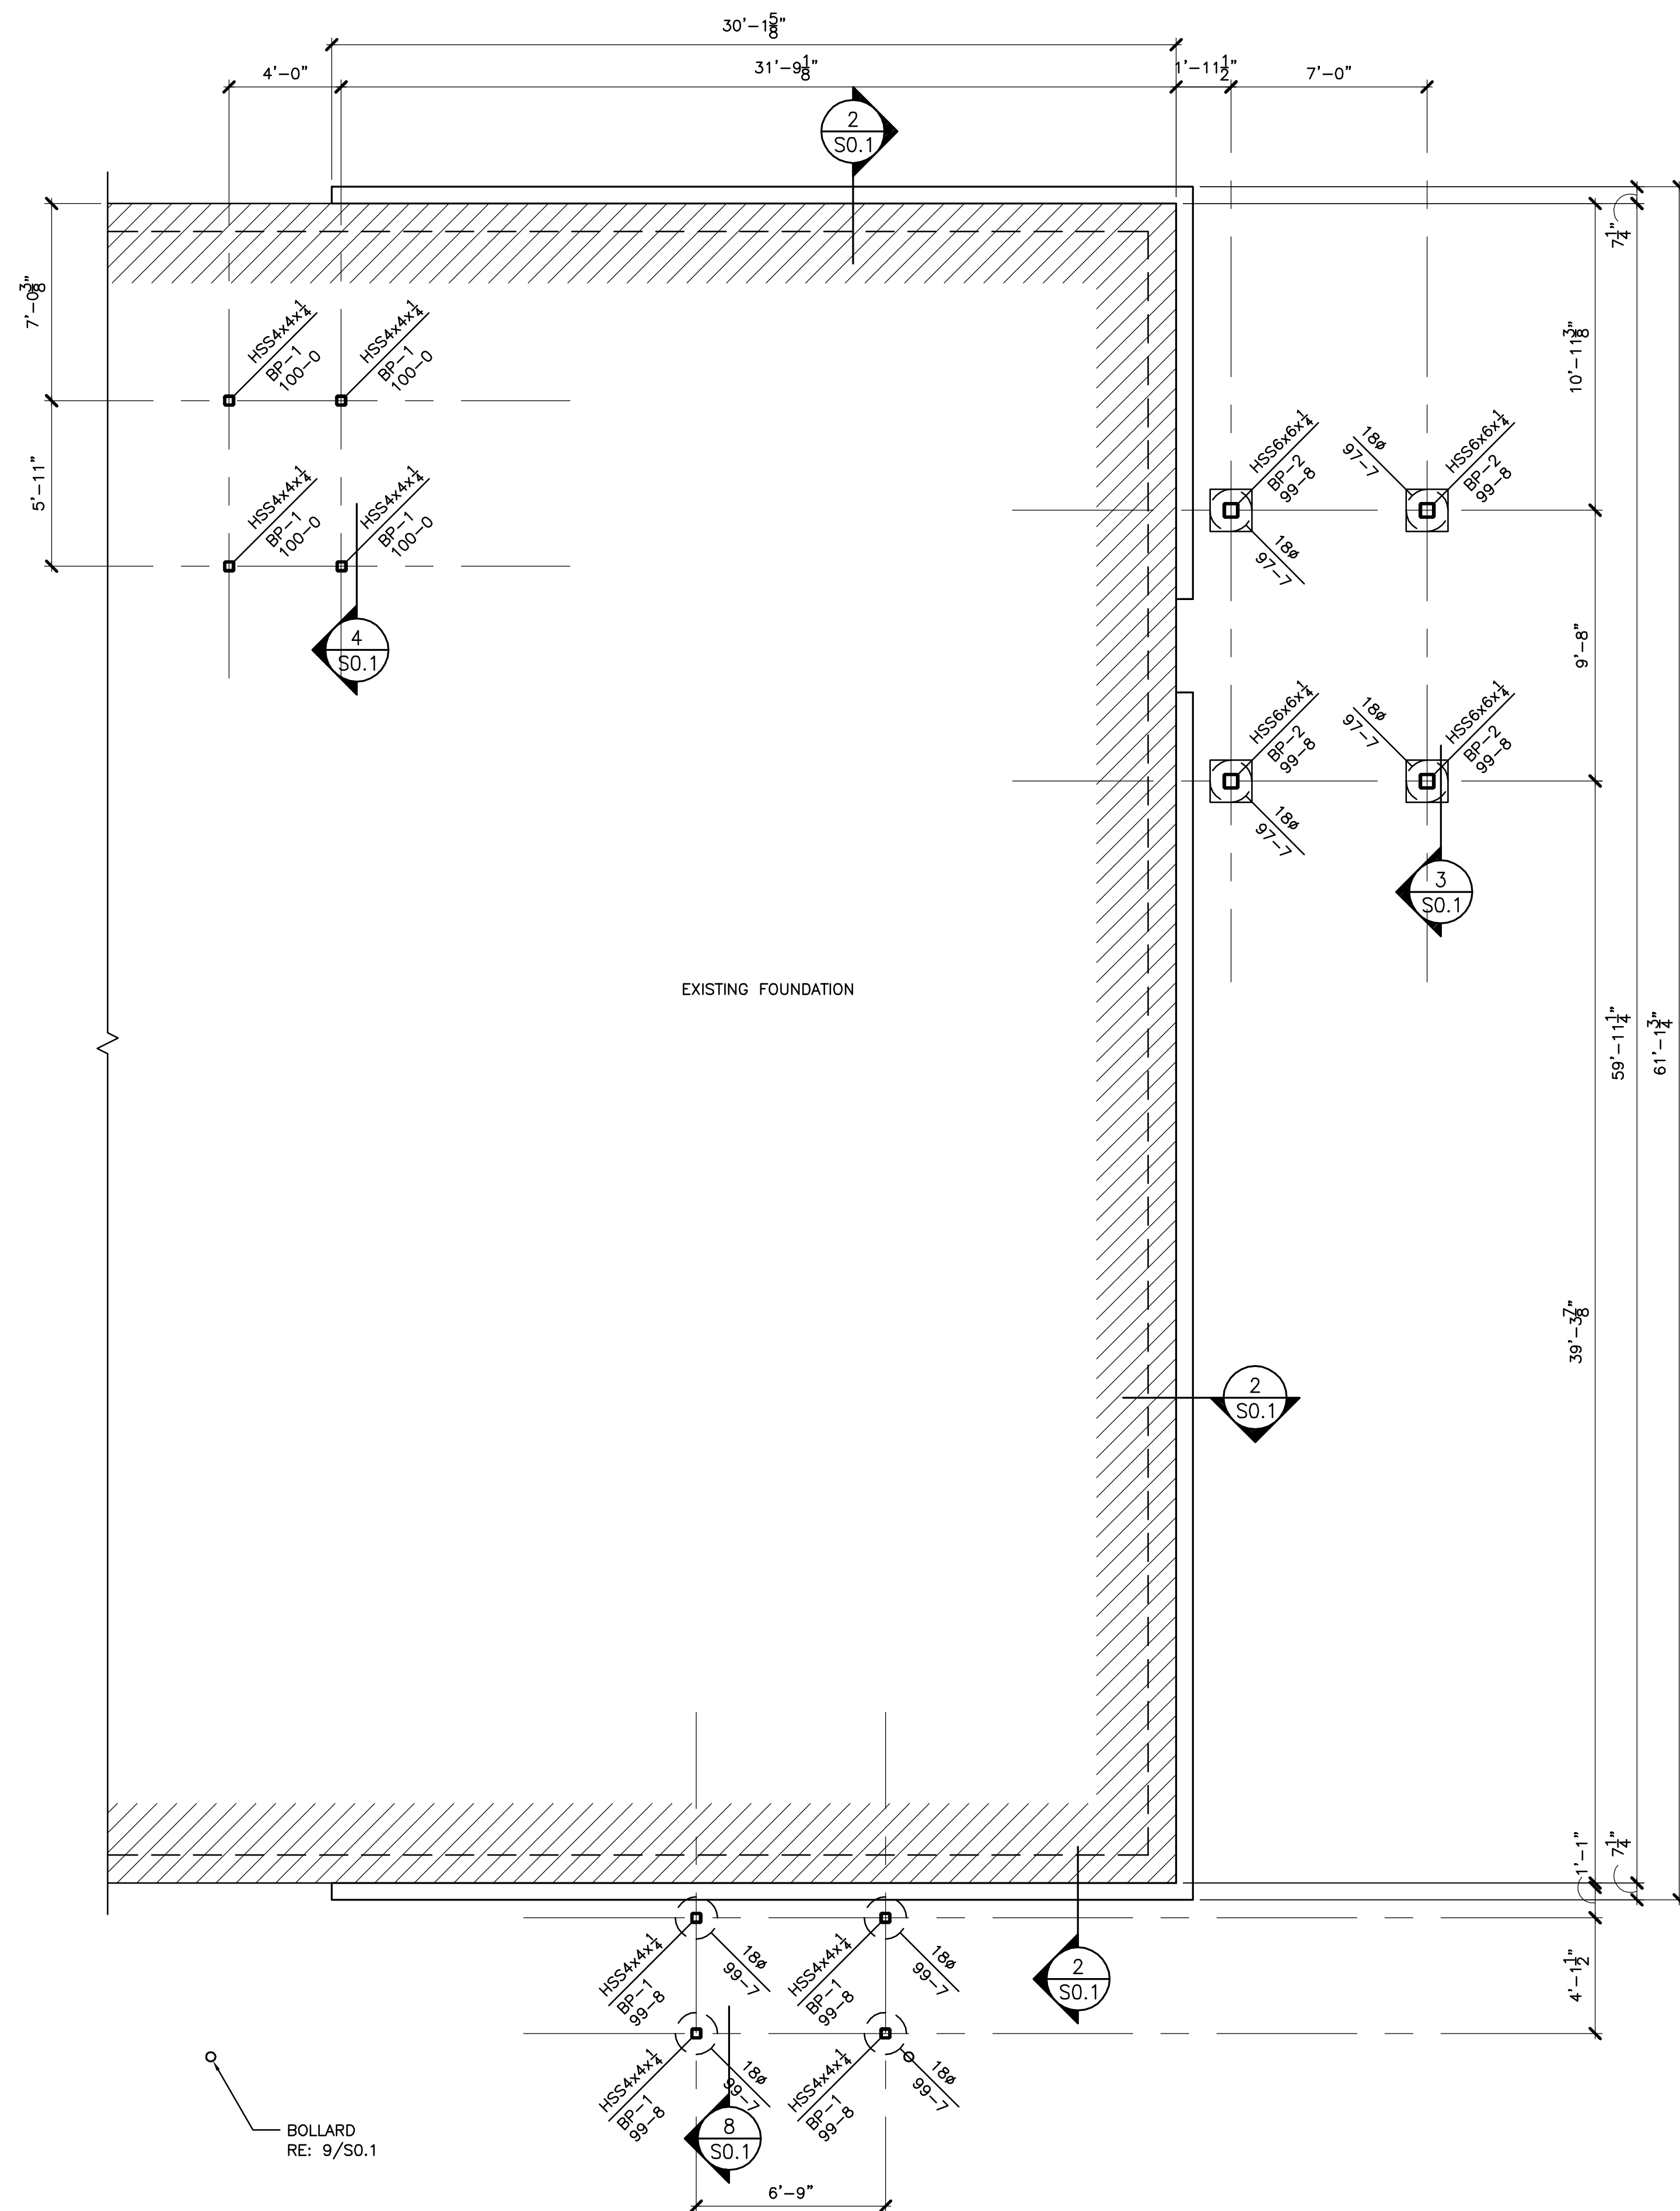 30'-1 5/8"
4'-0"
31'-9 1/8"
1'-11 1/2"
7'-0"
2
S0.1
7 1/4"
7'-0 3/8"
10'-11 3/8"
HSS4x4x1/4
BP-1
100-0
HSS4x4x1/4
BP-1
100-0
5'-11"
HSS4x4x1/4
BP-1
100-0
HSS4x4x1/4
BP-1
100-0
HSS6x6x1/4
BP-2
99-8
18ø
97-7
18ø
97-7
HSS6x6x1/4
BP-2
99-8
4
S0.1
9'-8"
HSS6x6x1/4
BP-2
99-8
18ø
97-7
18ø
97-7
HSS6x6x1/4
BP-2
99-8
3
S0.1
EXISTING FOUNDATION
59'-11 1/4"
61'-1 3/4"
39'-3 7/8"
2
S0.1
1'-1"
7 1/4"
HSS4x4x1/4
BP-1
99-8
18ø
99-7
HSS4x4x1/4
BP-1
99-8
18ø
99-7
2
S0.1
4'-1 1/2"
HSS4x4x1/4
BP-1
99-8
18ø
99-7
HSS4x4x1/4
BP-1
99-8
18ø
99-7
8
S0.1
BOLLARD
RE: 9/S0.1
6'-9"